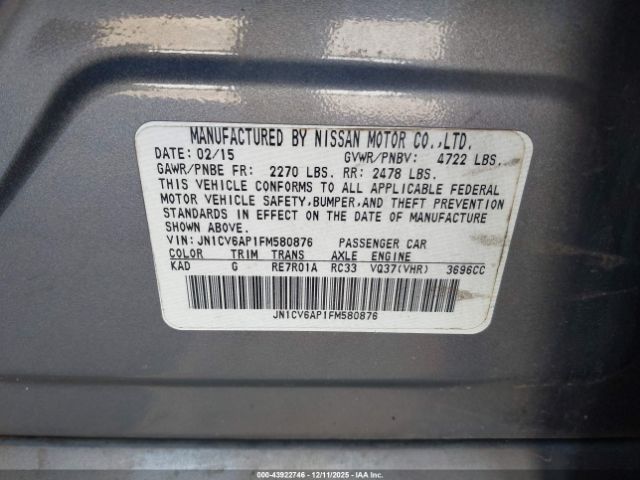 MANUFACTURED BY NISSAN MOTOR CO.,LTD.
DATE: 02/15 GVWR/PNBV: 4722 LBS.
GAWR/PNBE FR: 2270 LBS. RR: 2478 LBS.
THIS VEHICLE CONFORMS TO ALL APPLICABLE FEDERAL
MOTOR VEHICLE SAFETY,BUMPER,AND THEFT PREVENTION
STANDARDS IN EFFECT ON THE DATE OF MANUFACTURE
SHOWN ABOVE.
VIN: JN1CV6AP1FM580876 PASSENGER CAR
COLOR TRIM TRANS AXLE ENGINE
KAD G RE7R01A RC33 VQ37(VHR) 3696CC
JN1CV6AP1FM580876
000-43922746 - 12/11/2025 - IAAI.com